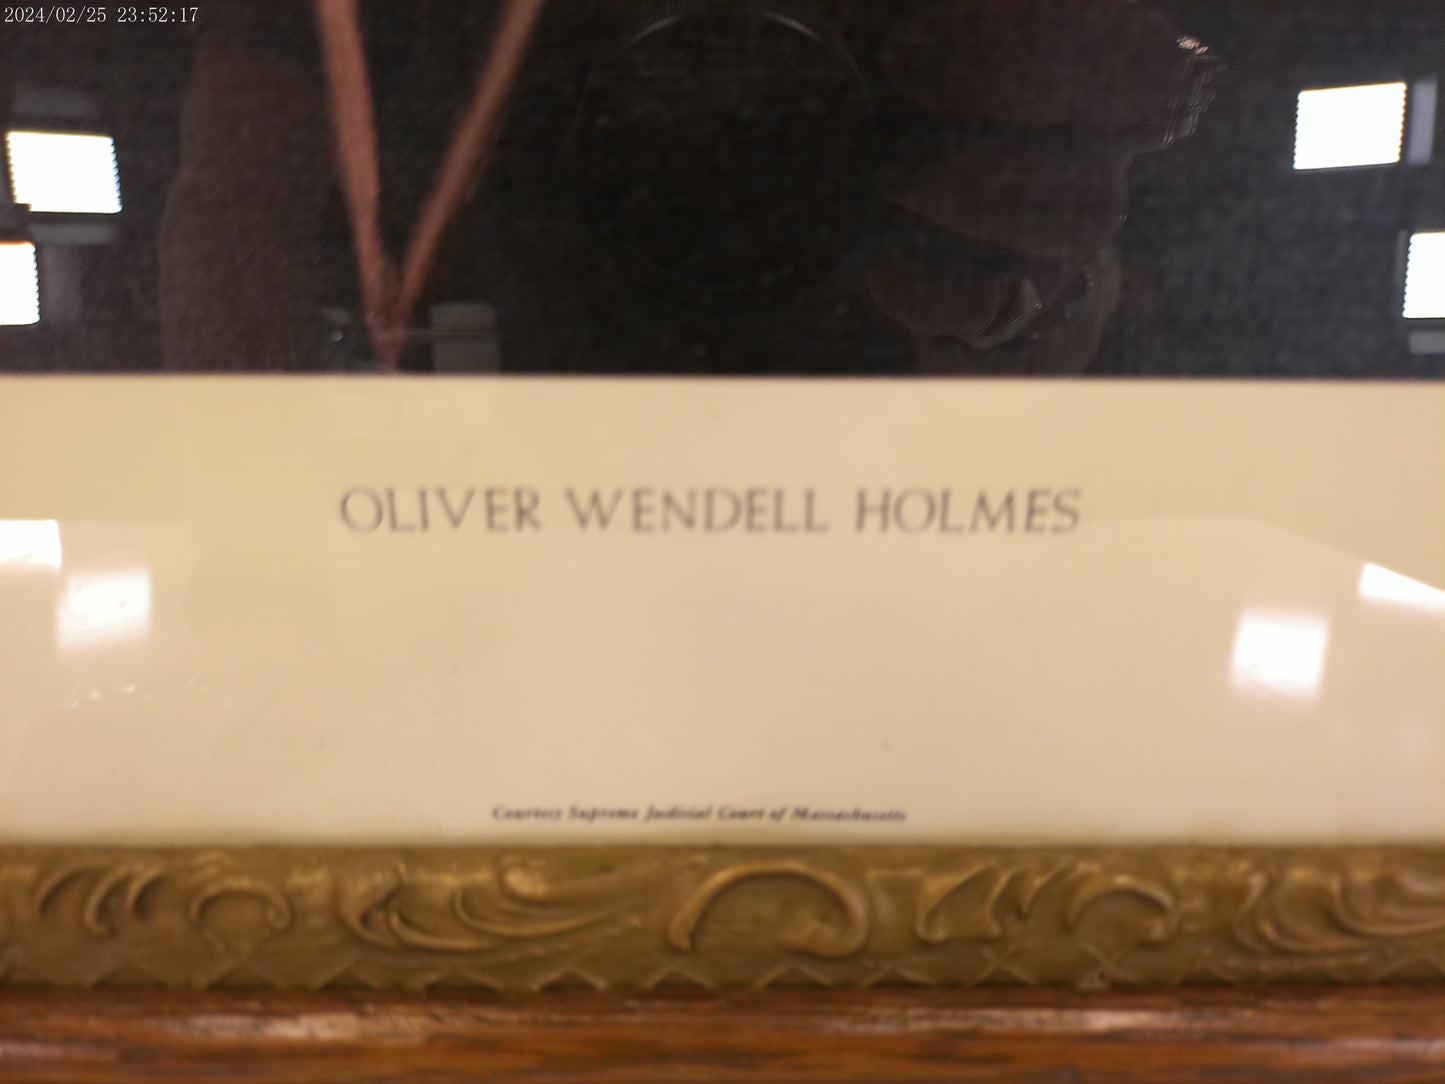 2024/02/25 23:52:17
OLIVER WENDELL HOLMES
Courtesy Supreme Judicial Court of Massachusetts